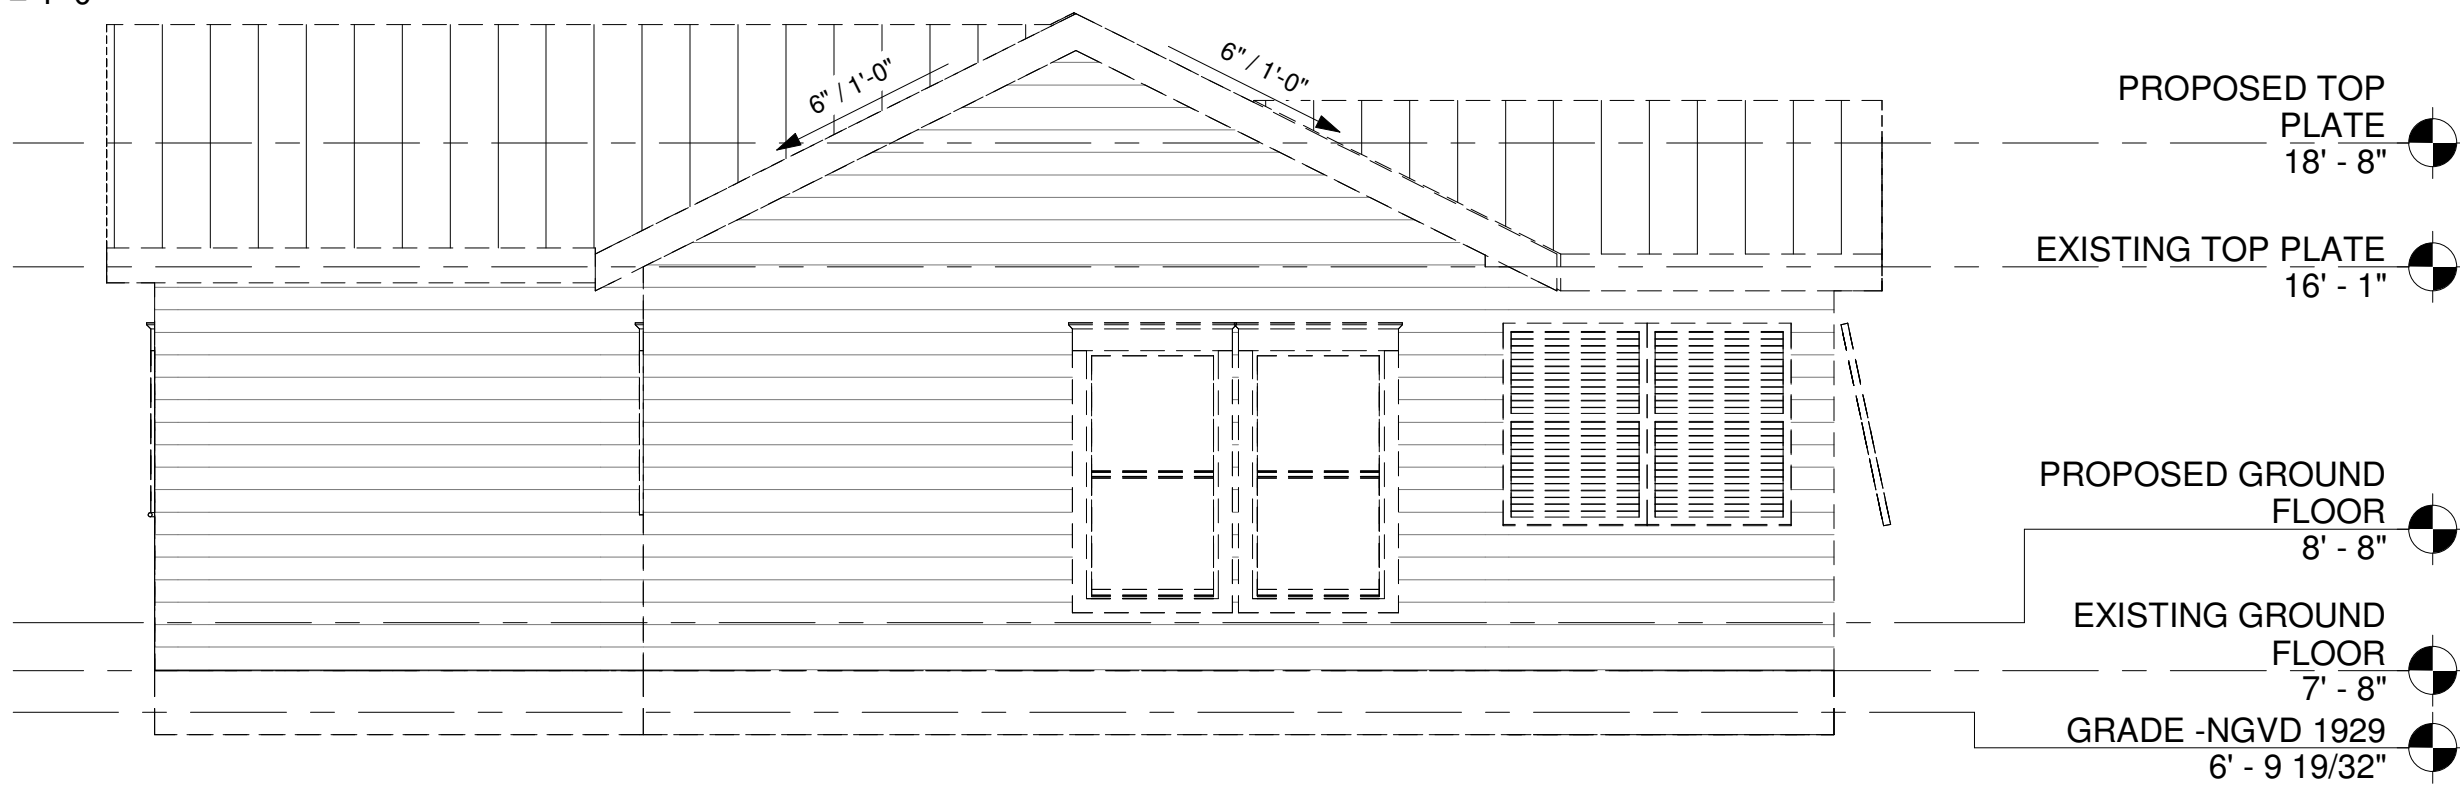 6" / 1'-0"
6" / 1'-0"
PROPOSED TOP
PLATE
18' - 8"
EXISTING TOP PLATE
16' - 1"
PROPOSED GROUND
FLOOR
8' - 8"
EXISTING GROUND
FLOOR
7' - 8"
GRADE -NGVD 1929
6' - 9 19/32"